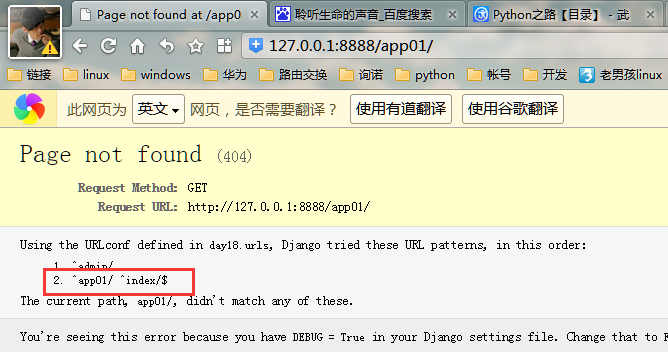 Page not found at /app0
聆听生命的声音_百度搜索
Python之路【目录】 - 武
127.0.0.1:8888/app01/
链接 linux windows 华为 路由交换 询诺 python 帐号 开发 老男孩linux
此网页为 英文 网页，是否需要翻译？ 使用有道翻译 使用谷歌翻译
Page not found (404)
Request Method: GET
Request URL: http://127.0.0.1:8888/app01/
Using the URLconf defined in day18.urls, Django tried these URL patterns, in this order:
1. ^admin/
2. ^app01/ ^index/$
The current path, app01/, didn't match any of these.
You're seeing this error because you have DEBUG = True in your Django settings file. Change that to